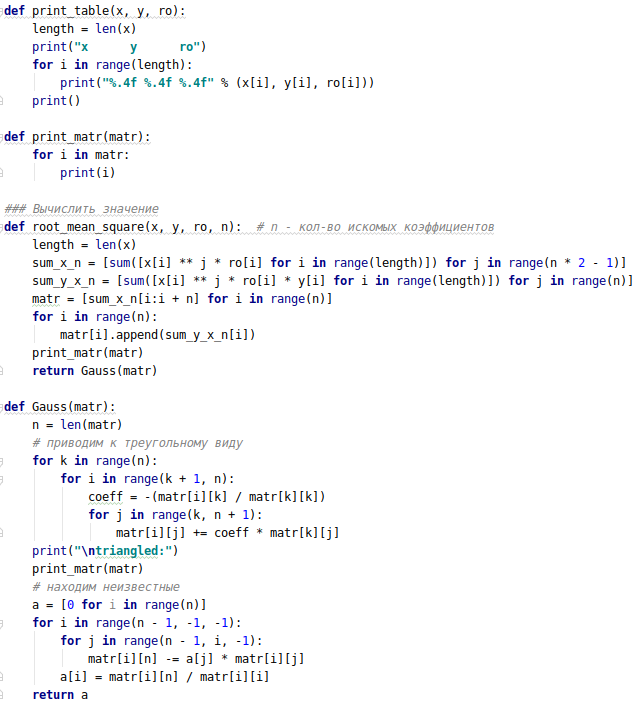 def print_table(x, y, ro):
    length = len(x)
    print("x      y      ro")
    for i in range(length):
        print("%.4f %.4f %.4f" % (x[i], y[i], ro[i]))
    print()
def print_matr(matr):
    for i in matr:
        print(i)
### Вычислить значение
def root_mean_square(x, y, ro, n):  # n - кол-во искомых коэффициентов
    length = len(x)
    sum_x_n = [sum([x[i] ** j * ro[i] for i in range(length)]) for j in range(n * 2 - 1)]
    sum_y_x_n = [sum([x[i] ** j * ro[i] * y[i] for i in range(length)]) for j in range(n)]
    matr = [sum_x_n[i:i + n] for i in range(n)]
    for i in range(n):
        matr[i].append(sum_y_x_n[i])
    print_matr(matr)
    return Gauss(matr)
def Gauss(matr):
    n = len(matr)
    # приводим к треугольному виду
    for k in range(n):
        for i in range(k + 1, n):
            coeff = -(matr[i][k] / matr[k][k])
            for j in range(k, n + 1):
                matr[i][j] += coeff * matr[k][j]
    print("\ntriangled:")
    print_matr(matr)
    # находим неизвестные
    a = [0 for i in range(n)]
    for i in range(n - 1, -1, -1):
        for j in range(n - 1, i, -1):
            matr[i][n] -= a[j] * matr[i][j]
        a[i] = matr[i][n] / matr[i][i]
    return a